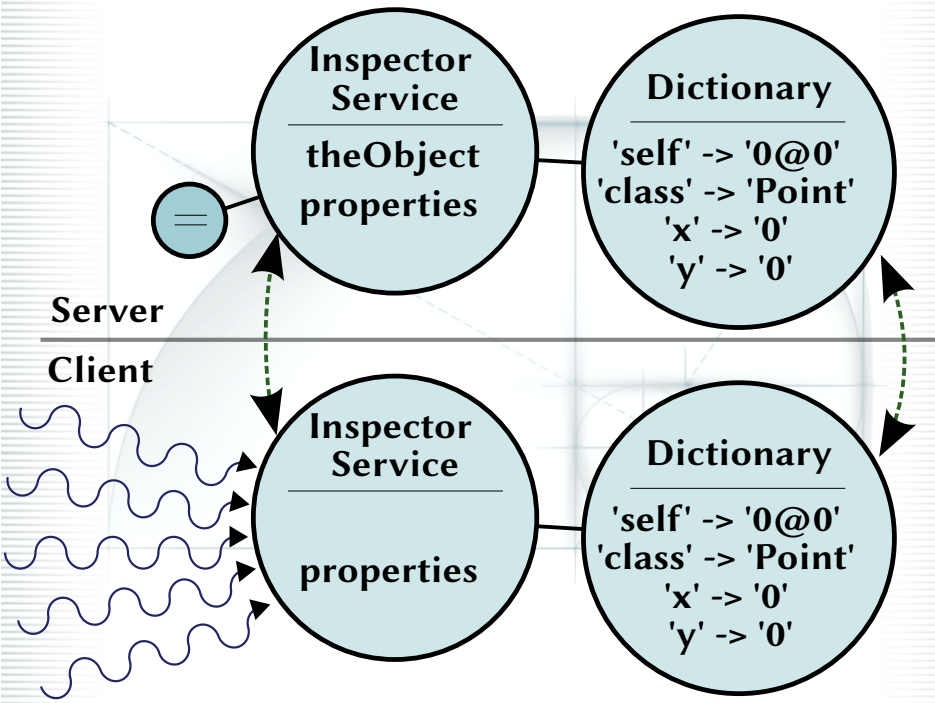 Inspector
Service
theObject
properties
Dictionary
'self' -> '0@0'
'class' -> 'Point'
'x' -> '0'
'y' -> '0'
=
Server
Client
Inspector
Service
properties
Dictionary
'self' -> '0@0'
'class' -> 'Point'
'x' -> '0'
'y' -> '0'